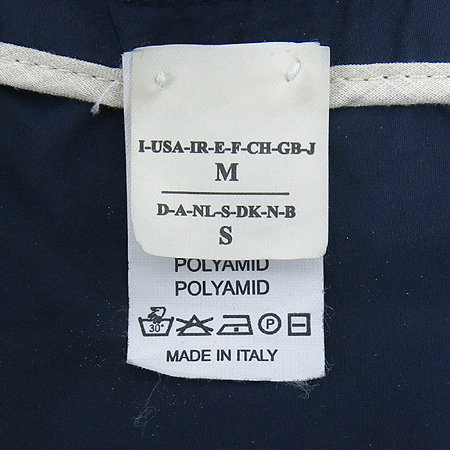 I-USA-IR-E-F-CH-GB-J
M
D-A-NL-S-DK-N-B
S
POLYAMID
POLYAMID
30° P
MADE IN ITALY